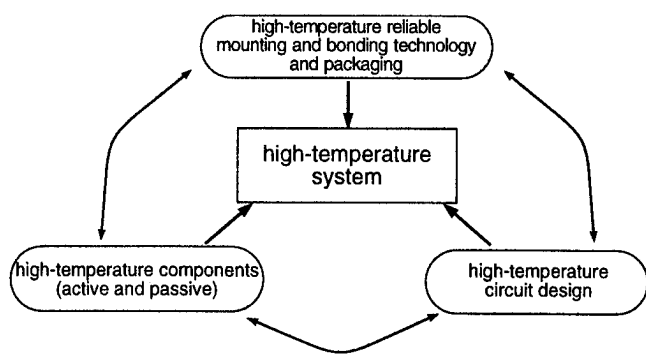 high-temperature reliable
mounting and bonding technology
and packaging
high-temperature
system
high-temperature components
(active and passive)
high-temperature
circuit design